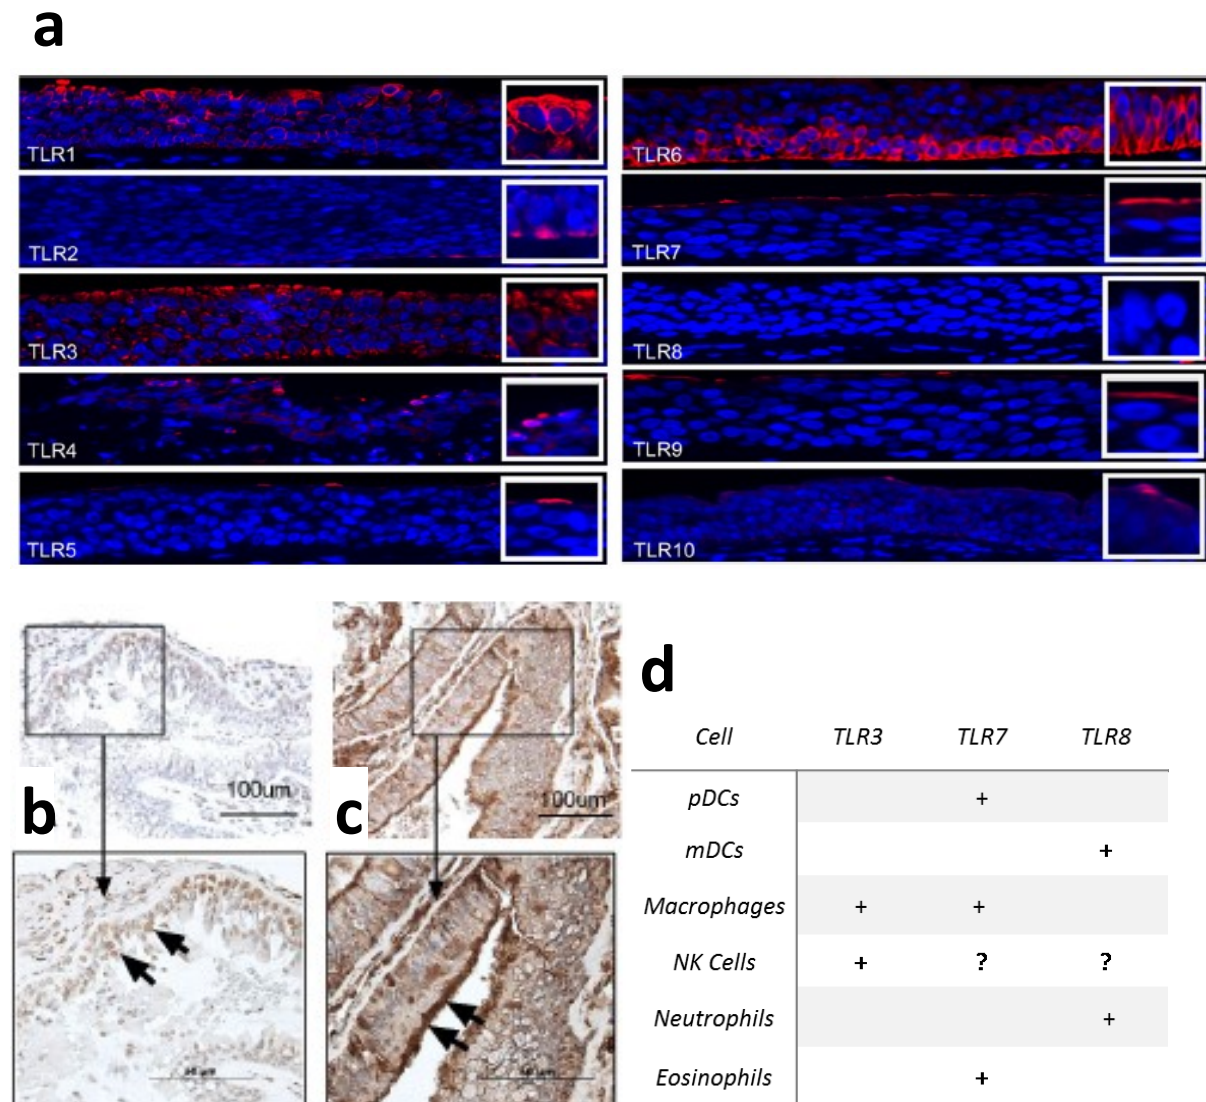 a
TLR1
TLR6
TLR2
TLR7
TLR3
TLR8
TLR4
TLR9
TLR5
TLR10
100um
b
100um
c
d
Cell TLR3 TLR7 TLR8
pDCs +
mDCs +
Macrophages + +
NK Cells + ? ?
Neutrophils +
Eosinophils +